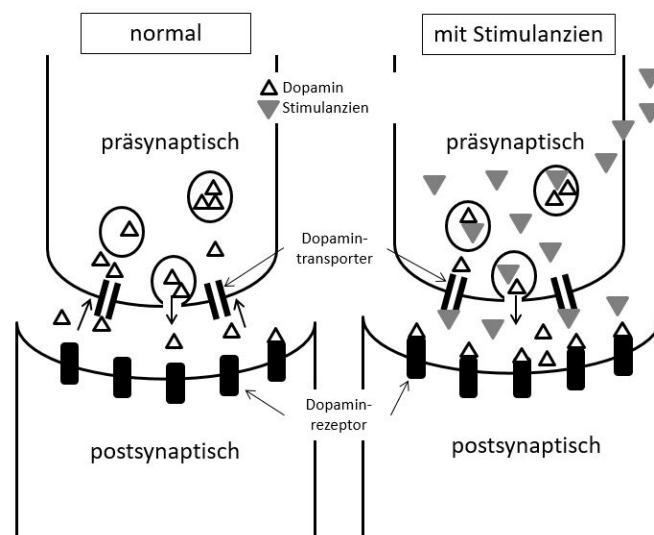 normal
mit Stimulanzien
Dopamin
Stimulanzien
präsynaptisch
präsynaptisch
Dopamin-
transporter
Dopamin-
rezeptor
postsynaptisch
postsynaptisch